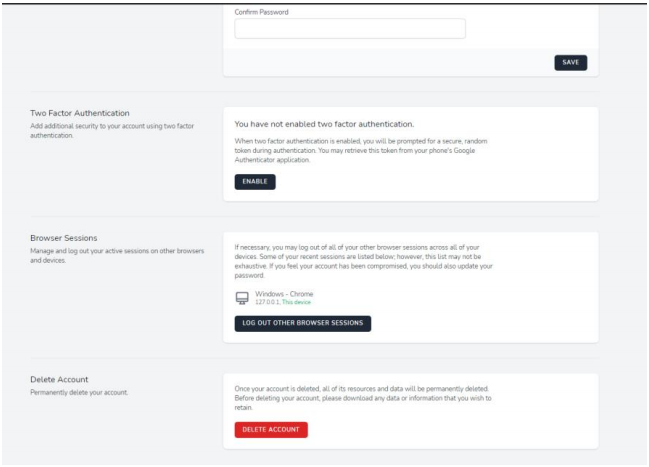 Confirm Password
SAVE
Two Factor Authentication
Add additional security to your account using two factor
authentication.
You have not enabled two factor authentication.
When two factor authentication is enabled, you will be prompted for a secure, random
token during authentication. You may retrieve this token from your phone's Google
Authenticator application.
ENABLE
Browser Sessions
Manage and log out your active sessions on other browsers
and devices.
If necessary, you may log out of all of your other browser sessions across all of your
devices. Some of your recent sessions are listed below; however, this list may not be
exhaustive. If you feel your account has been compromised, you should also update your
password.
Windows - Chrome
127.0.0.1, This device
LOG OUT OTHER BROWSER SESSIONS
Delete Account
Permanently delete your account.
Once your account is deleted, all of its resources and data will be permanently deleted.
Before deleting your account, please download any data or information that you wish to
retain.
DELETE ACCOUNT